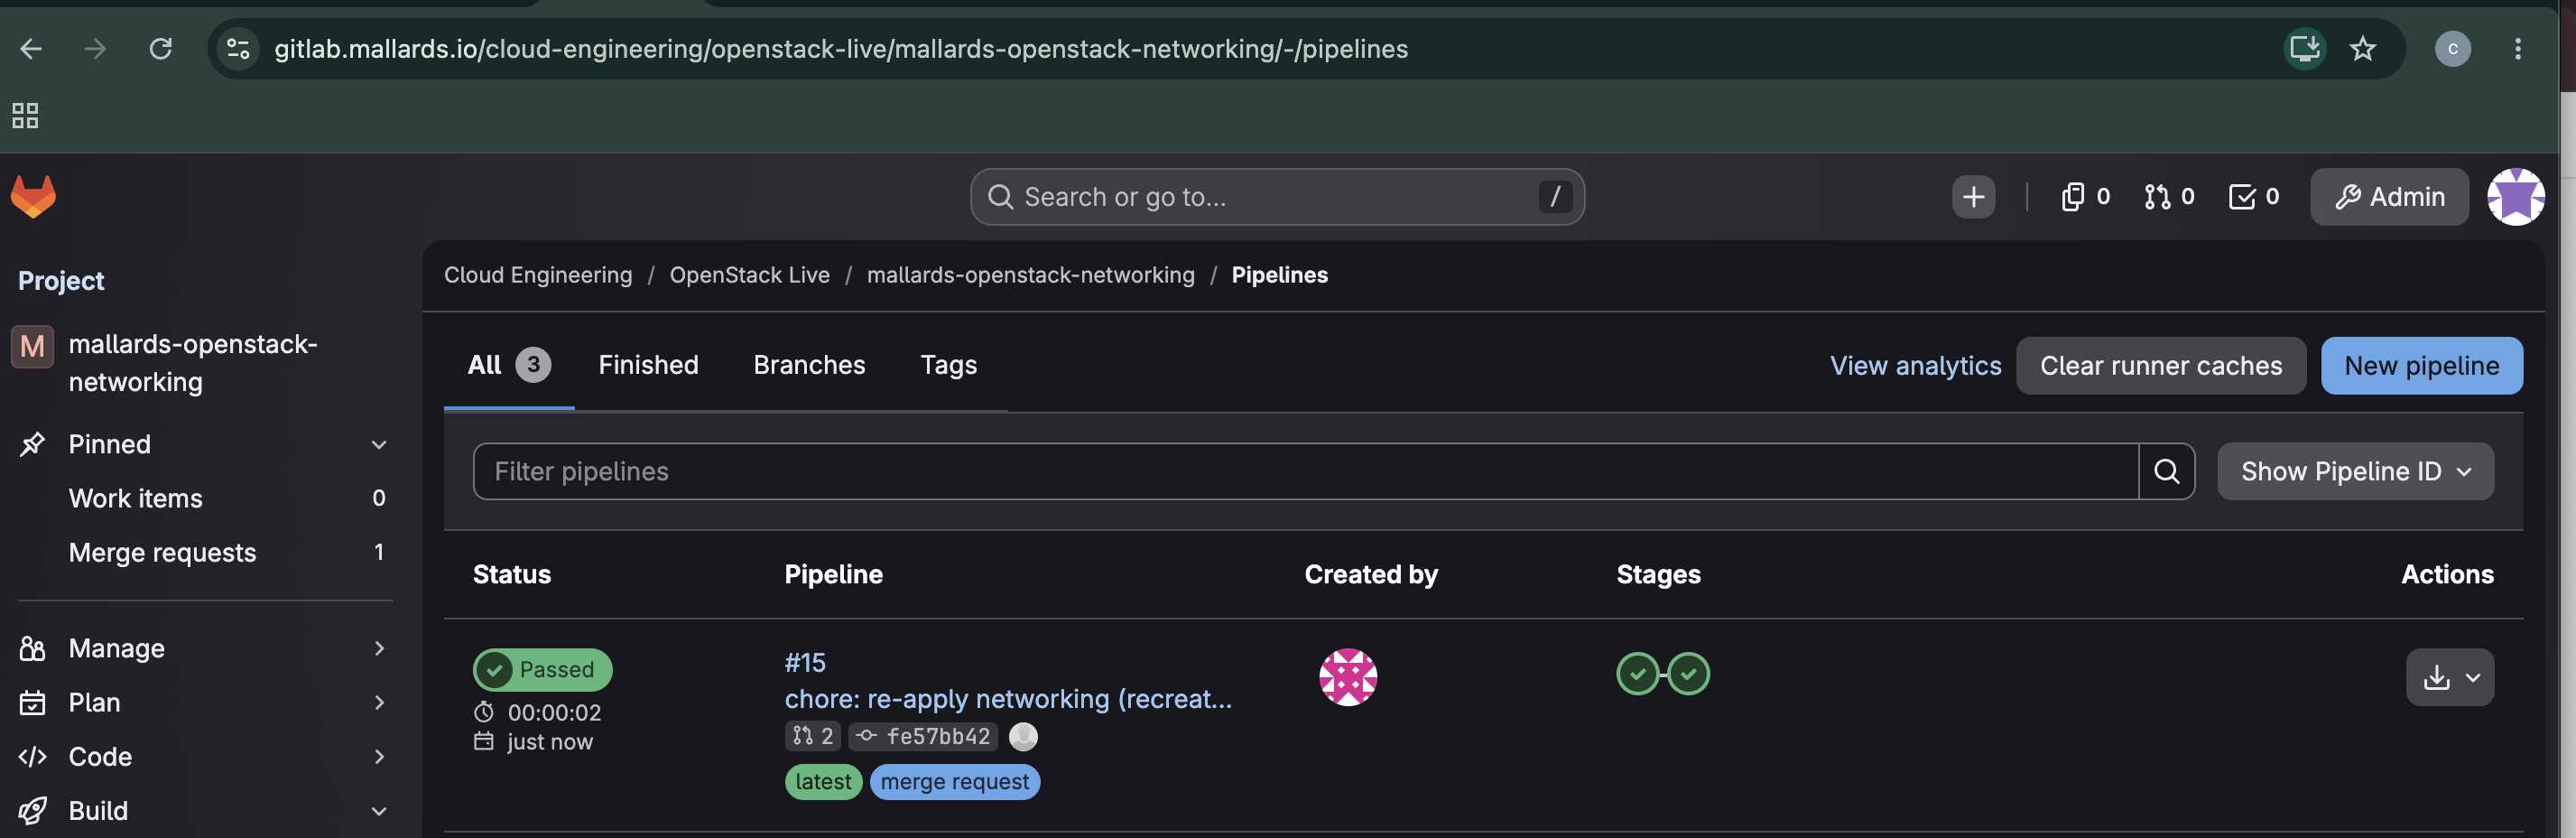 gitlab.mallards.io/cloud-engineering/openstack-live/mallards-openstack-networking/-/pipelines
C
Search or go to...
/
0
0
0
Admin
Project
M
mallards-openstack-
networking
Pinned
Work items 0
Merge requests 1
Manage
Plan
Code
Build
Cloud Engineering / OpenStack Live / mallards-openstack-networking / Pipelines
All 3 Finished Branches Tags
View analytics Clear runner caches New pipeline
Filter pipelines
Show Pipeline ID
Status Pipeline Created by Stages Actions
Passed
00:00:02
just now
#15
chore: re-apply networking (recreat...
2 fe57bb42
latest merge request